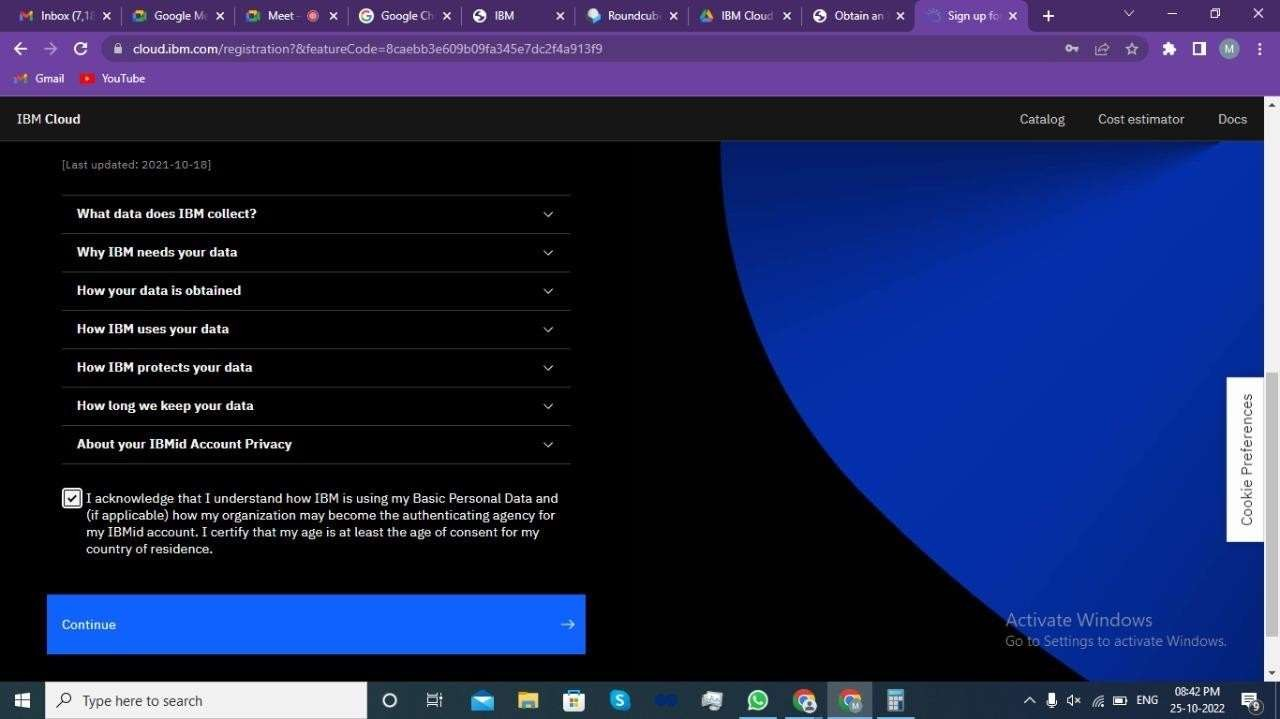 Inbox (7,18
Google Me
Meet -
Google Ch
IBM
Roundcube
IBM Cloud
Obtain an
Sign up for
cloud.ibm.com/registration?&featureCode=8caebb3e609b09fa345e7dc2f4a913f9
M
Gmail
YouTube
IBM Cloud
Catalog
Cost estimator
Docs
[Last updated: 2021-10-18]
What data does IBM collect?
Why IBM needs your data
How your data is obtained
How IBM uses your data
How IBM protects your data
How long we keep your data
About your IBMid Account Privacy
I acknowledge that I understand how IBM is using my Basic Personal Data and
(if applicable) how my organization may become the authenticating agency for
my IBMid account. I certify that my age is at least the age of consent for my
country of residence.
Continue
Cookie Preferences
Activate Windows
Go to Settings to activate Windows.
Type here to search
ENG
08:42 PM
25-10-2022
9